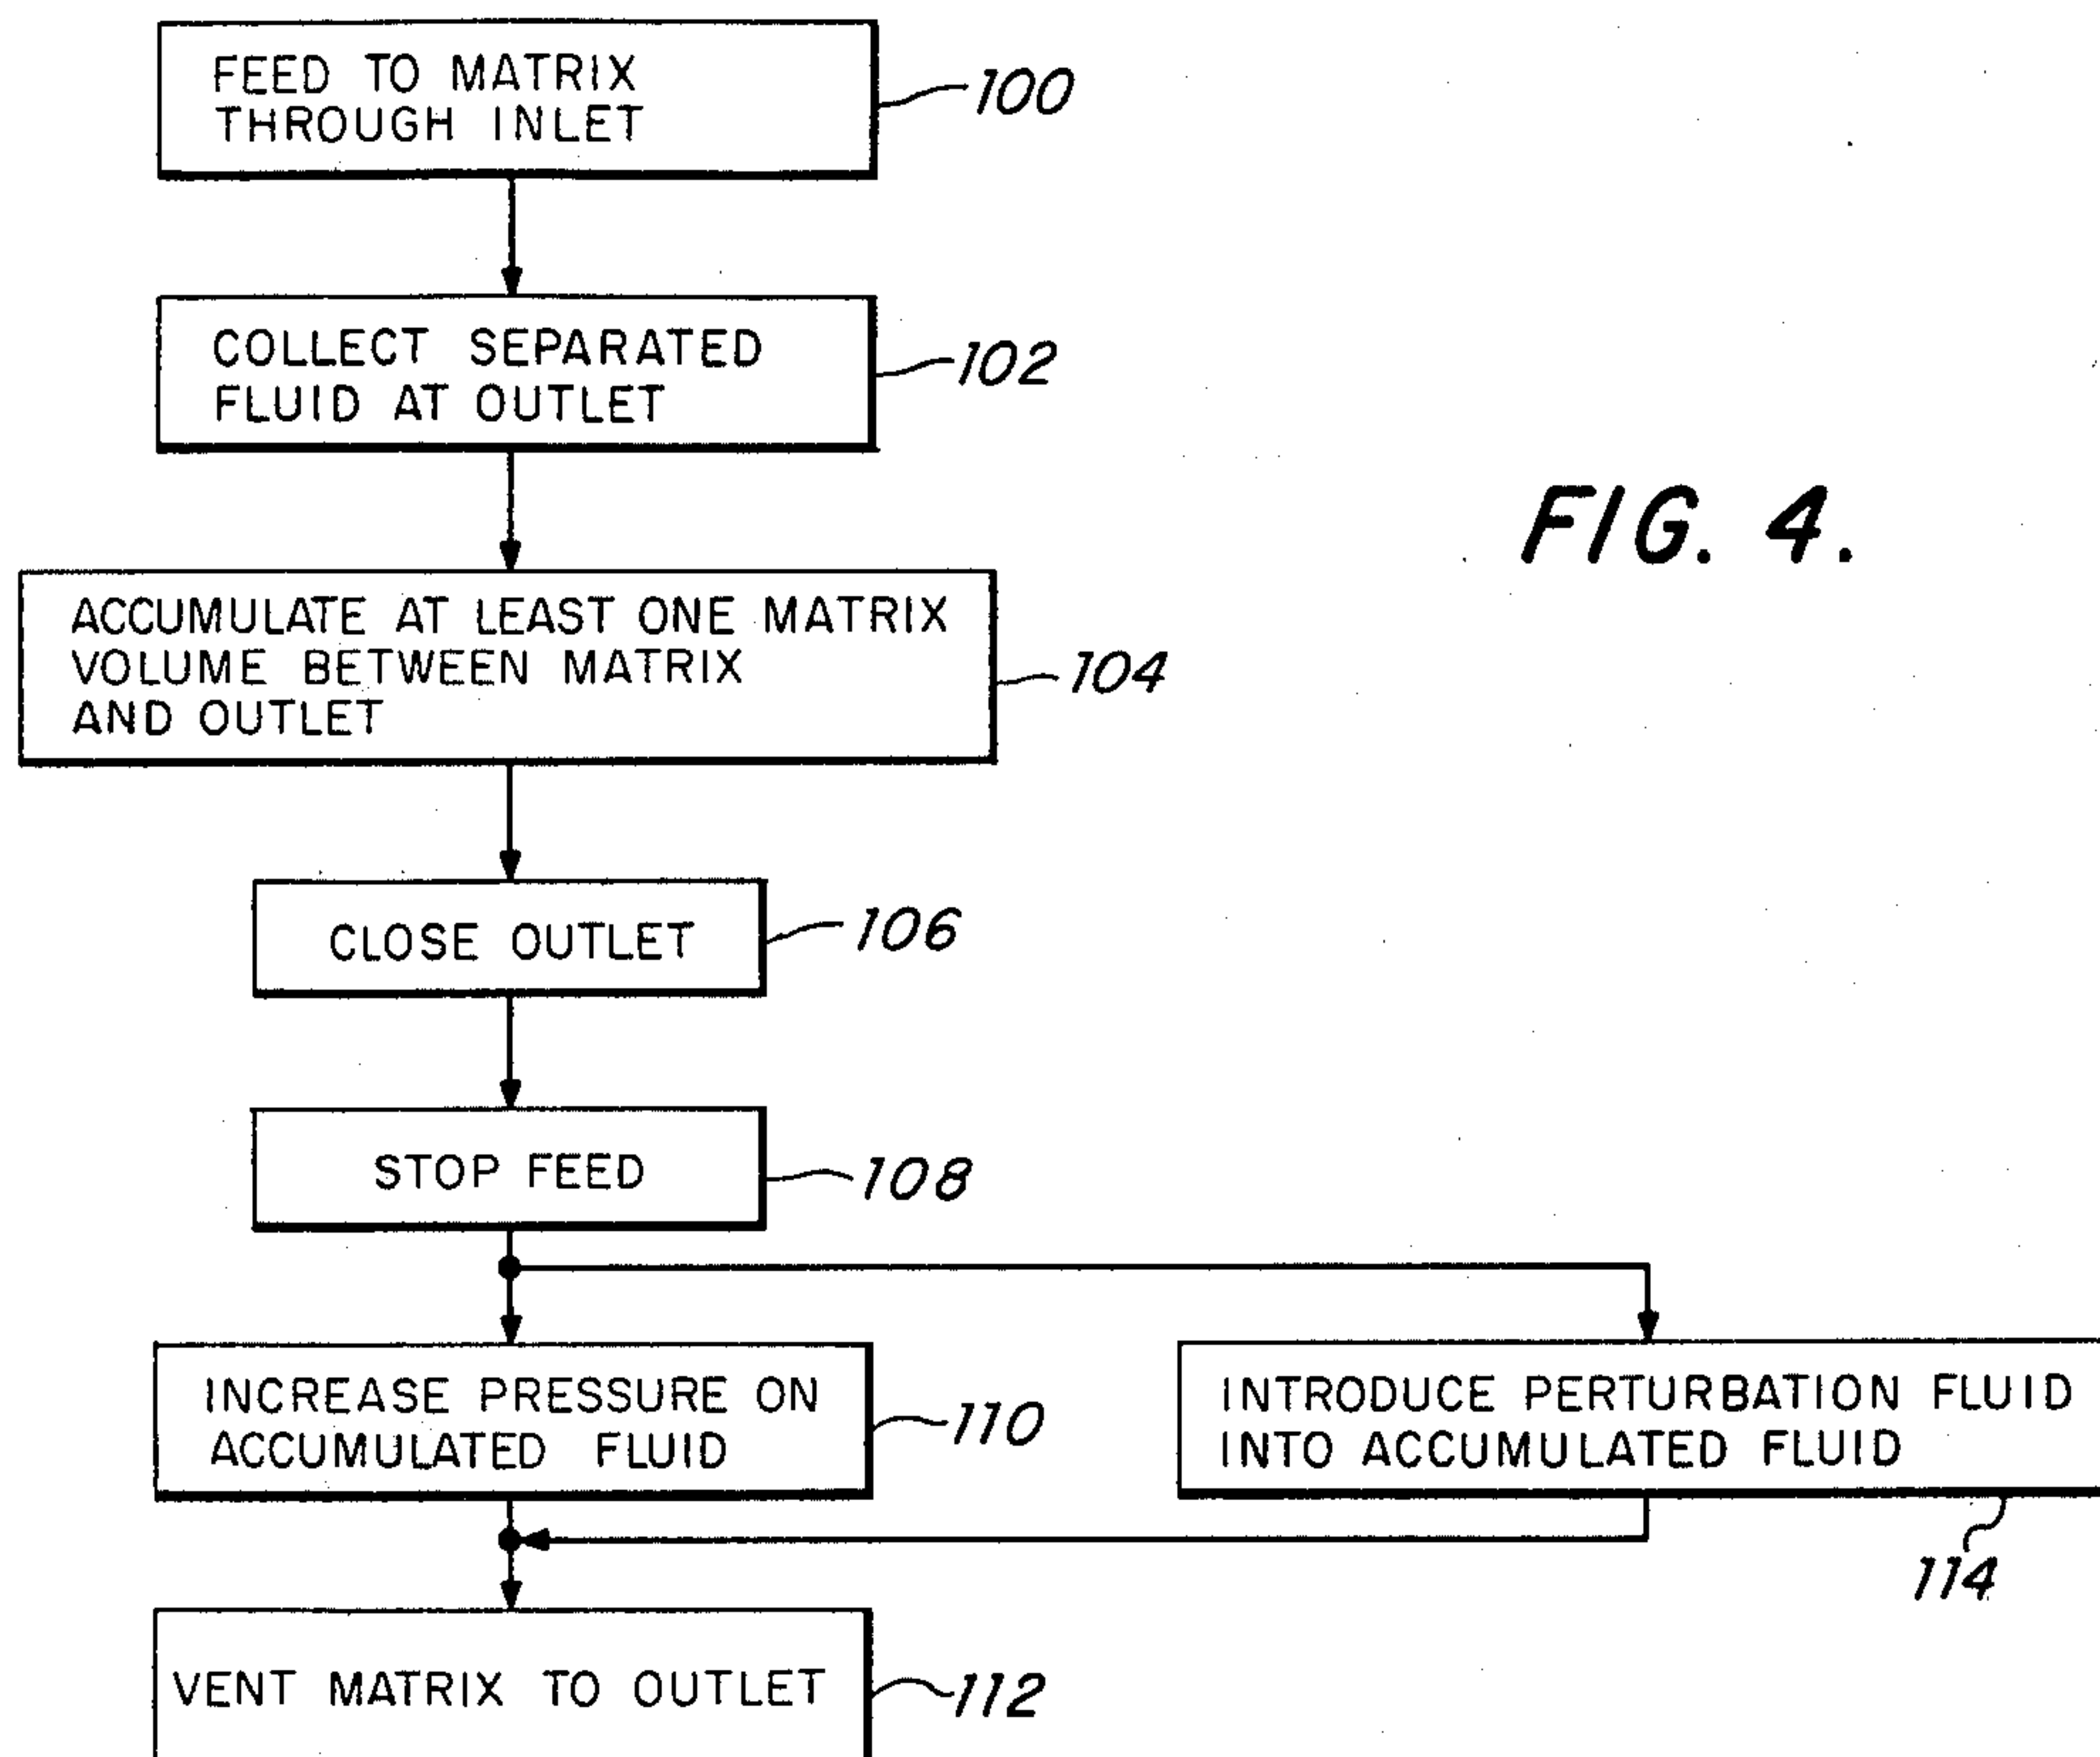 FEED TO MATRIX
THROUGH INLET
100
COLLECT SEPARATED
FLUID AT OUTLET
102
FIG. 4.
ACCUMULATE AT LEAST ONE MATRIX
VOLUME BETWEEN MATRIX
AND OUTLET
104
CLOSE OUTLET
106
STOP FEED
108
INCREASE PRESSURE ON
ACCUMULATED FLUID
110
INTRODUCE PERTURBATION FLUID
INTO ACCUMULATED FLUID
114
VENT MATRIX TO OUTLET
112